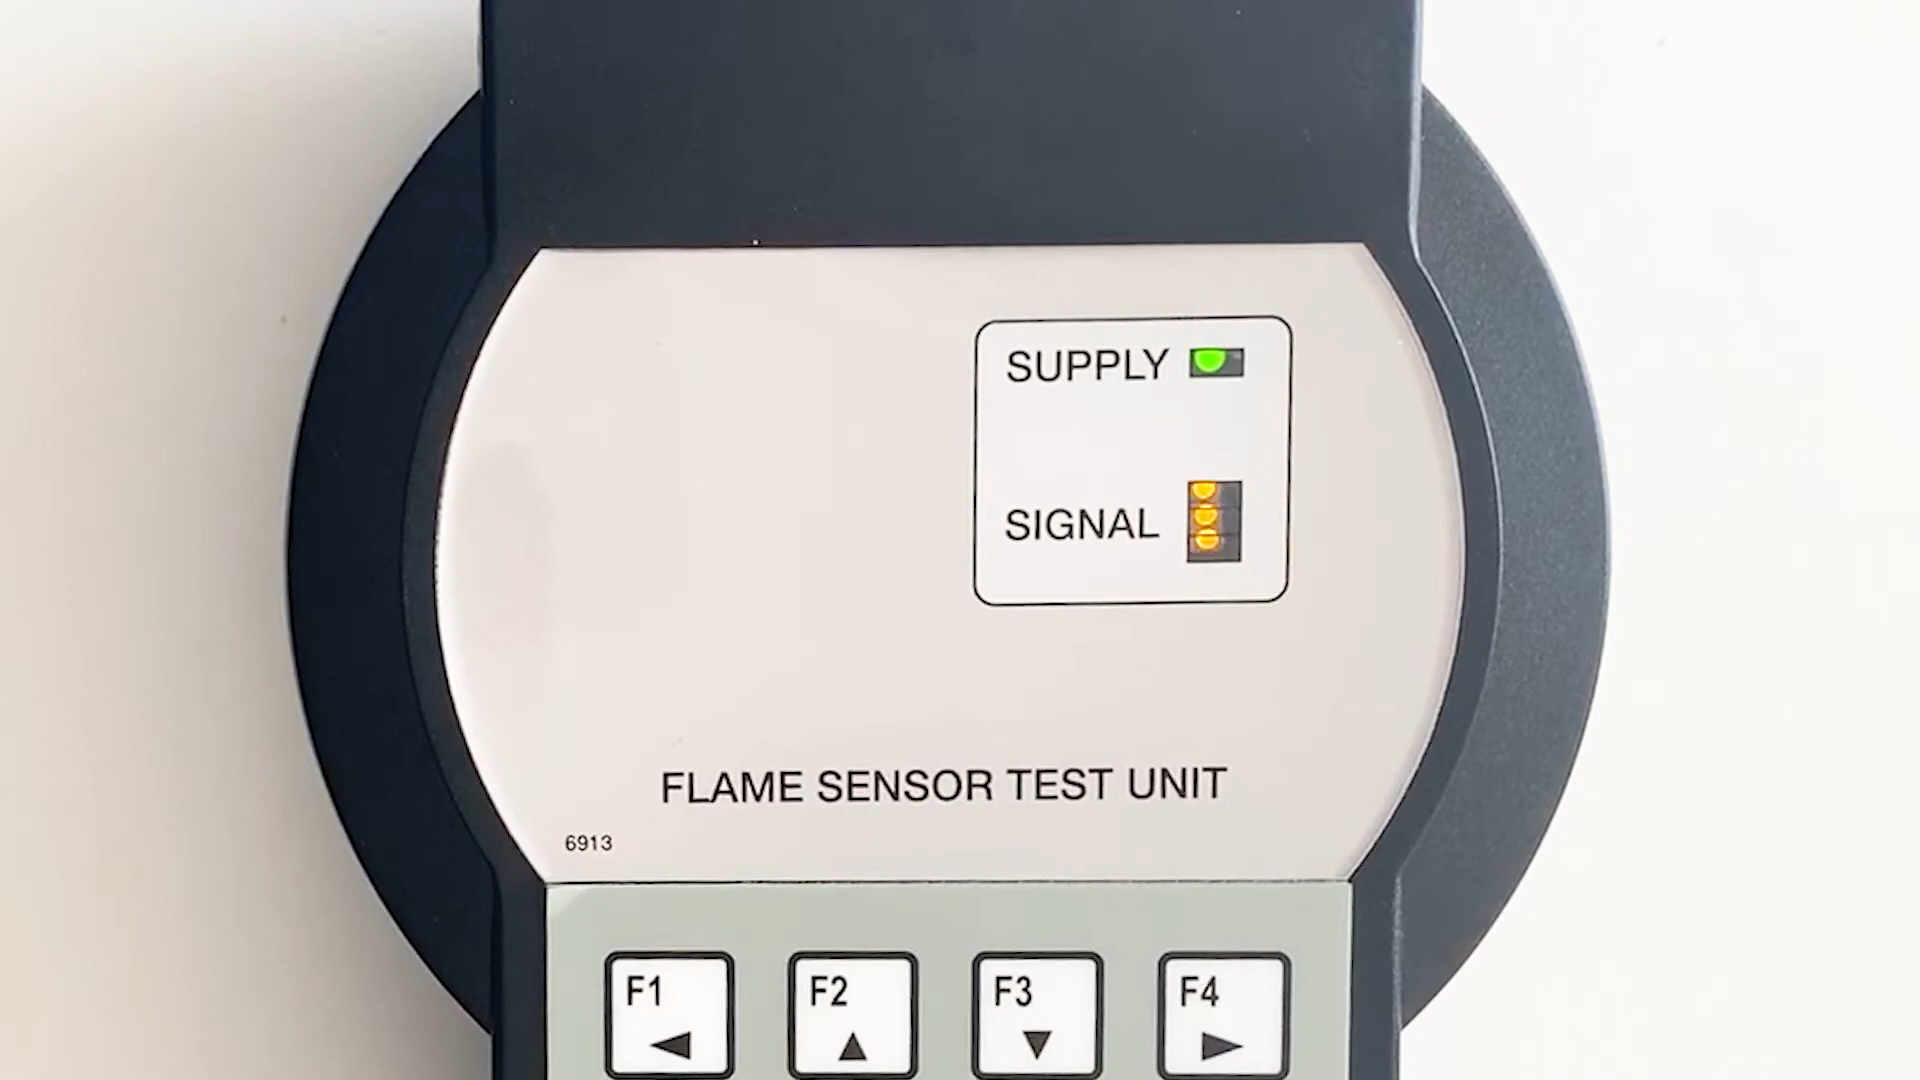 SUPPLY
SIGNAL
FLAME SENSOR TEST UNIT
6913
F1 F2 F3 F4